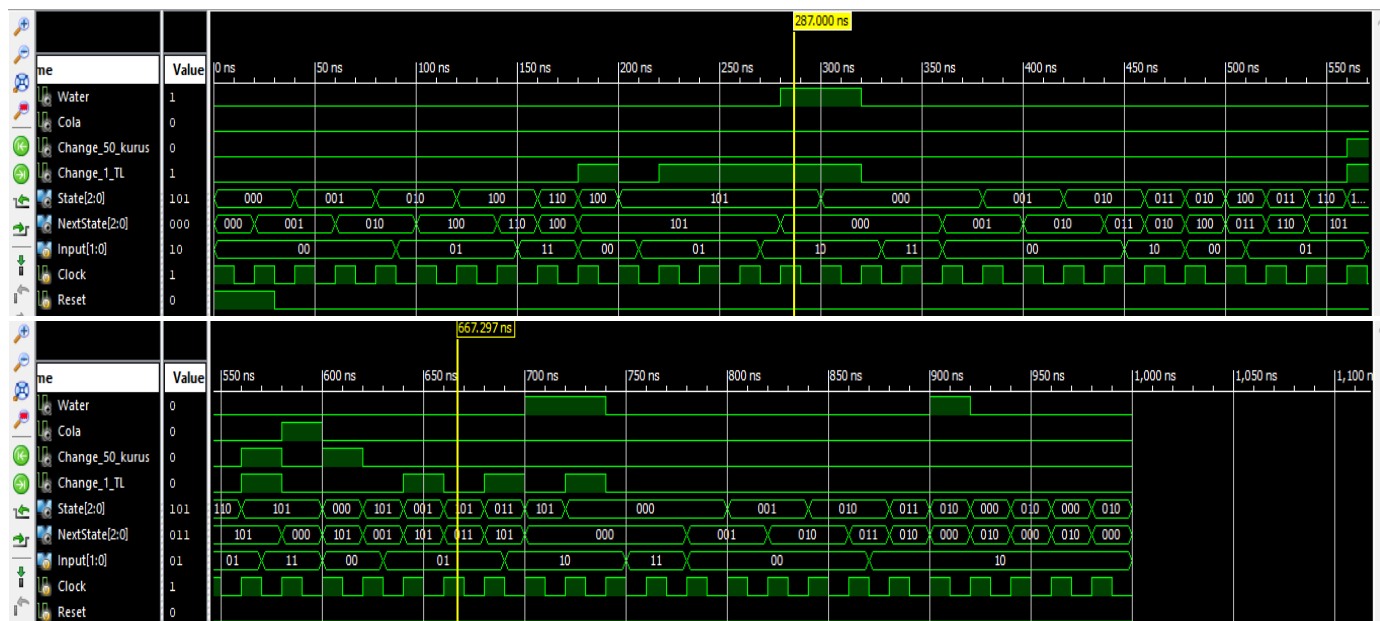 287.000 ns
me Value 0 ns 50 ns 100 ns 150 ns 200 ns 250 ns 300 ns 350 ns 400 ns 450 ns 500 ns 550 ns
Water 1
Cola 0
Change_50_kurus 0
Change_1_TL 1
State[2:0] 101 000 001 010 100 110 100 101 000 001 010 011 010 100 011 110 1...
NextState[2:0] 000 000 001 010 100 110 100 101 000 001 010 011 010 100 011 110 101
Input[1:0] 10 00 01 11 00 01 10 11 00 10 00 01
Clock 1
Reset 0
667.297 ns
me Value 550 ns 600 ns 650 ns 700 ns 750 ns 800 ns 850 ns 900 ns 950 ns 1,000 ns 1,050 ns 1,100 n
Water 0
Cola 0
Change_50_kurus 0
Change_1_TL 0
State[2:0] 101 110 101 000 101 001 101 011 101 000 001 010 011 010 000 010 000 010
NextState[2:0] 011 101 000 101 001 101 011 101 000 001 010 011 010 000 010 000 010 000
Input[1:0] 01 01 11 00 01 10 11 00 10
Clock 1
Reset 0